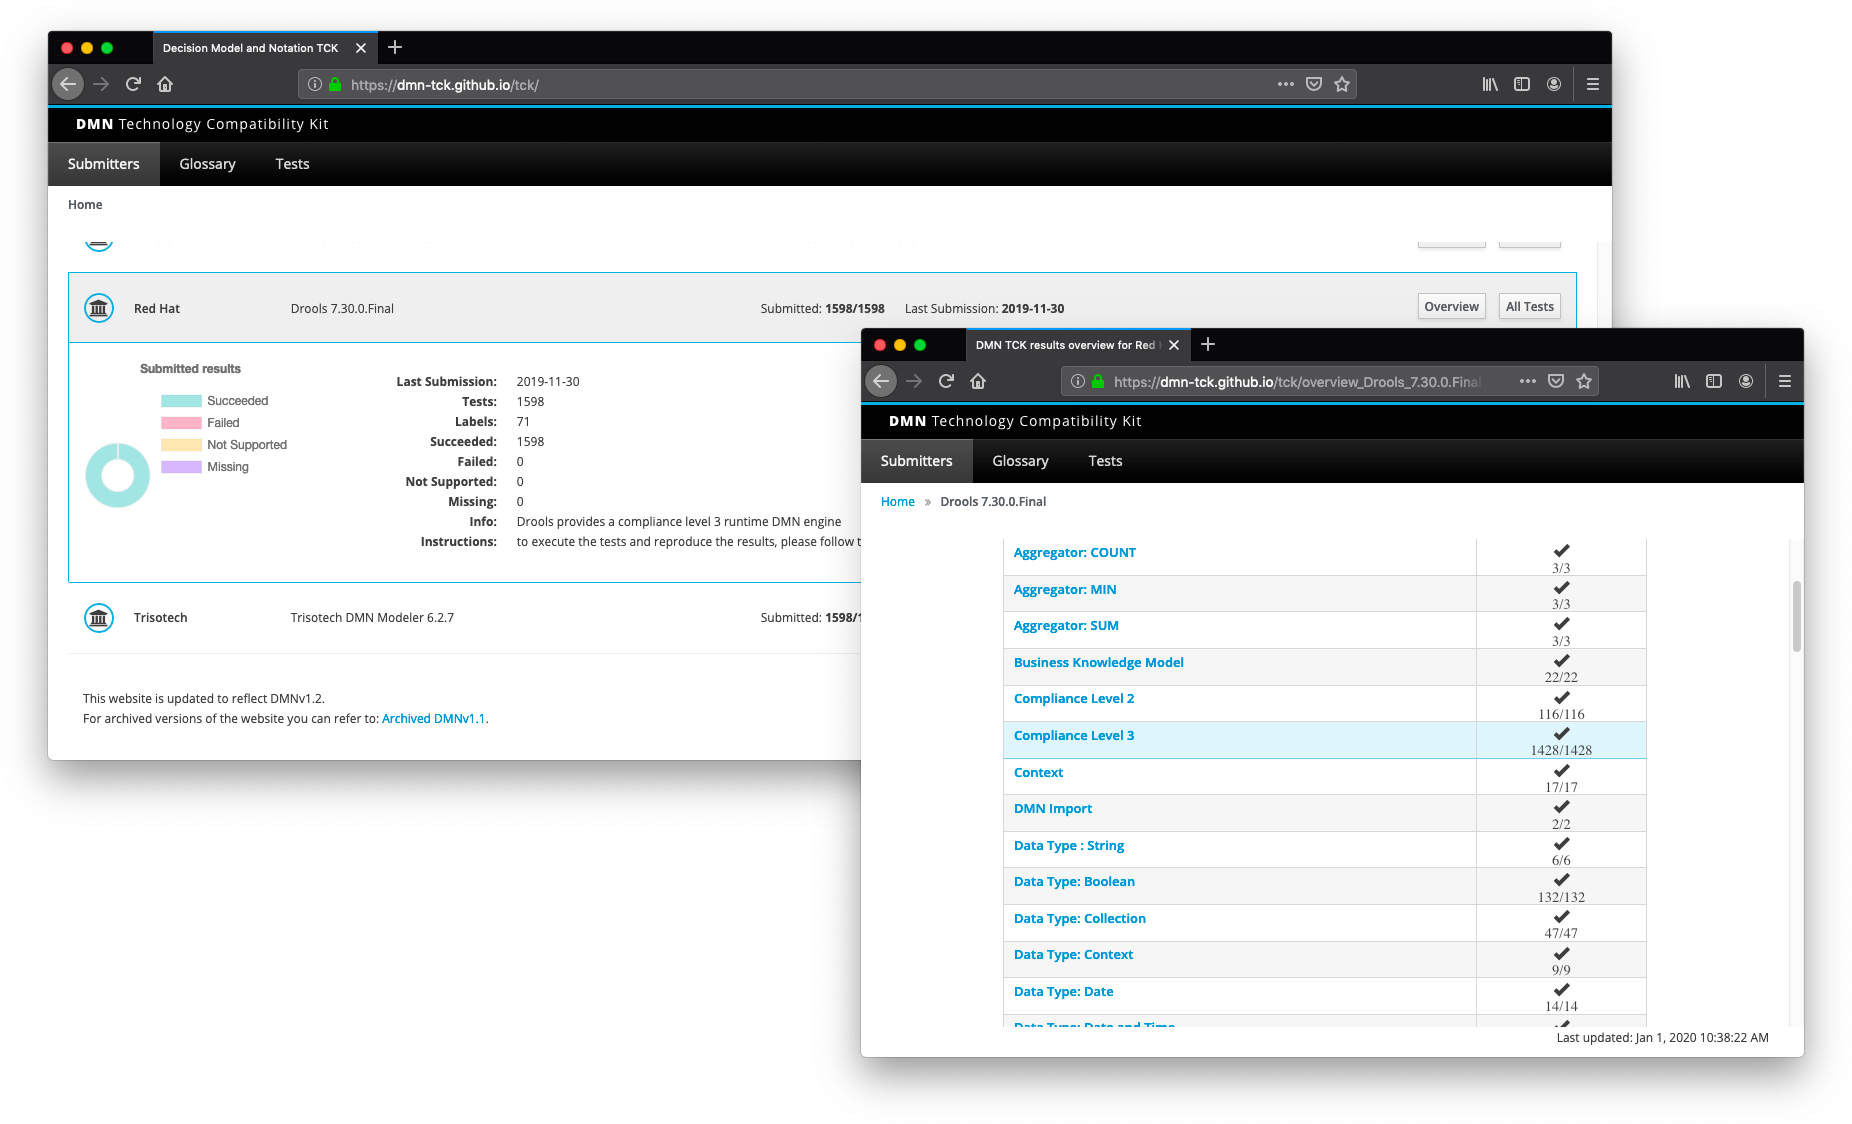 Decision Model and Notation TCK
https://dmn-tck.github.io/tck/
DMN Technology Compatibility Kit
Submitters Glossary Tests
Home
Red Hat Drools 7.30.0.Final Submitted: 1598/1598 Last Submission: 2019-11-30 Overview All Tests
Submitted results
Succeeded
Failed
Not Supported
Missing
Last Submission: 2019-11-30
Tests: 1598
Labels: 71
Succeeded: 1598
Failed: 0
Not Supported: 0
Missing: 0
Info: Drools provides a compliance level 3 runtime DMN engine
Instructions: to execute the tests and reproduce the results, please follow t
Trisotech Trisotech DMN Modeler 6.2.7 Submitted: 1598/1
This website is updated to reflect DMNv1.2.
For archived versions of the website you can refer to: Archived DMNv1.1.
DMN TCK results overview for Red
https://dmn-tck.github.io/tck/overview_Drools_7.30.0.Final
DMN Technology Compatibility Kit
Submitters Glossary Tests
Home » Drools 7.30.0.Final
Aggregator: COUNT
3/3
Aggregator: MIN
3/3
Aggregator: SUM
3/3
Business Knowledge Model
22/22
Compliance Level 2
116/116
Compliance Level 3
1428/1428
Context
17/17
DMN Import
2/2
Data Type : String
6/6
Data Type: Boolean
132/132
Data Type: Collection
47/47
Data Type: Context
9/9
Data Type: Date
14/14
Data Type: Date and Time
Last updated: Jan 1, 2020 10:38:22 AM